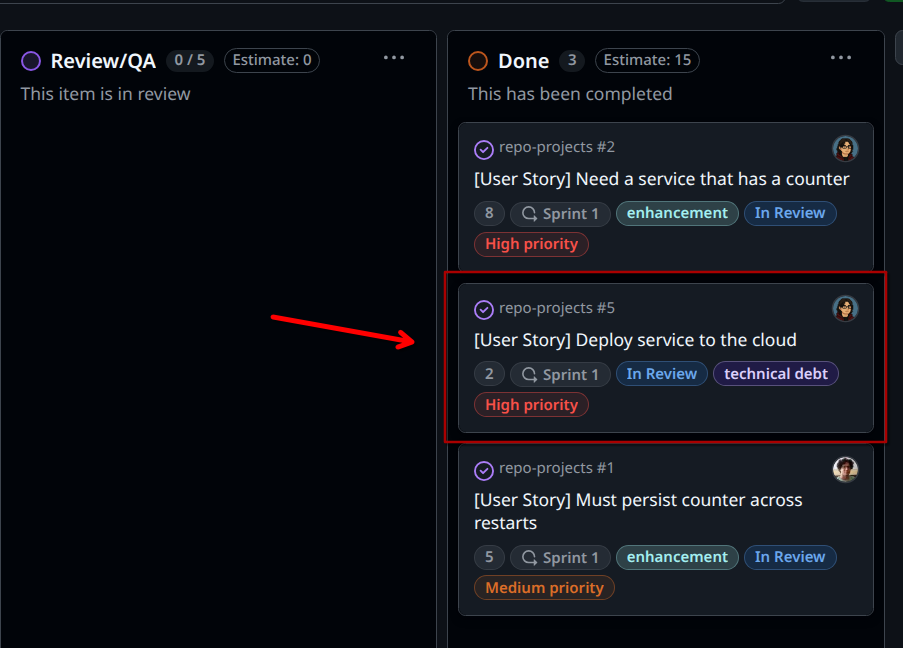 Review/QA 0 / 5 Estimate: 0
This item is in review
Done 3 Estimate: 15
This has been completed
repo-projects #2
[User Story] Need a service that has a counter
8 Sprint 1 enhancement In Review
High priority
repo-projects #5
[User Story] Deploy service to the cloud
2 Sprint 1 In Review technical debt
High priority
repo-projects #1
[User Story] Must persist counter across
restarts
5 Sprint 1 enhancement In Review
Medium priority